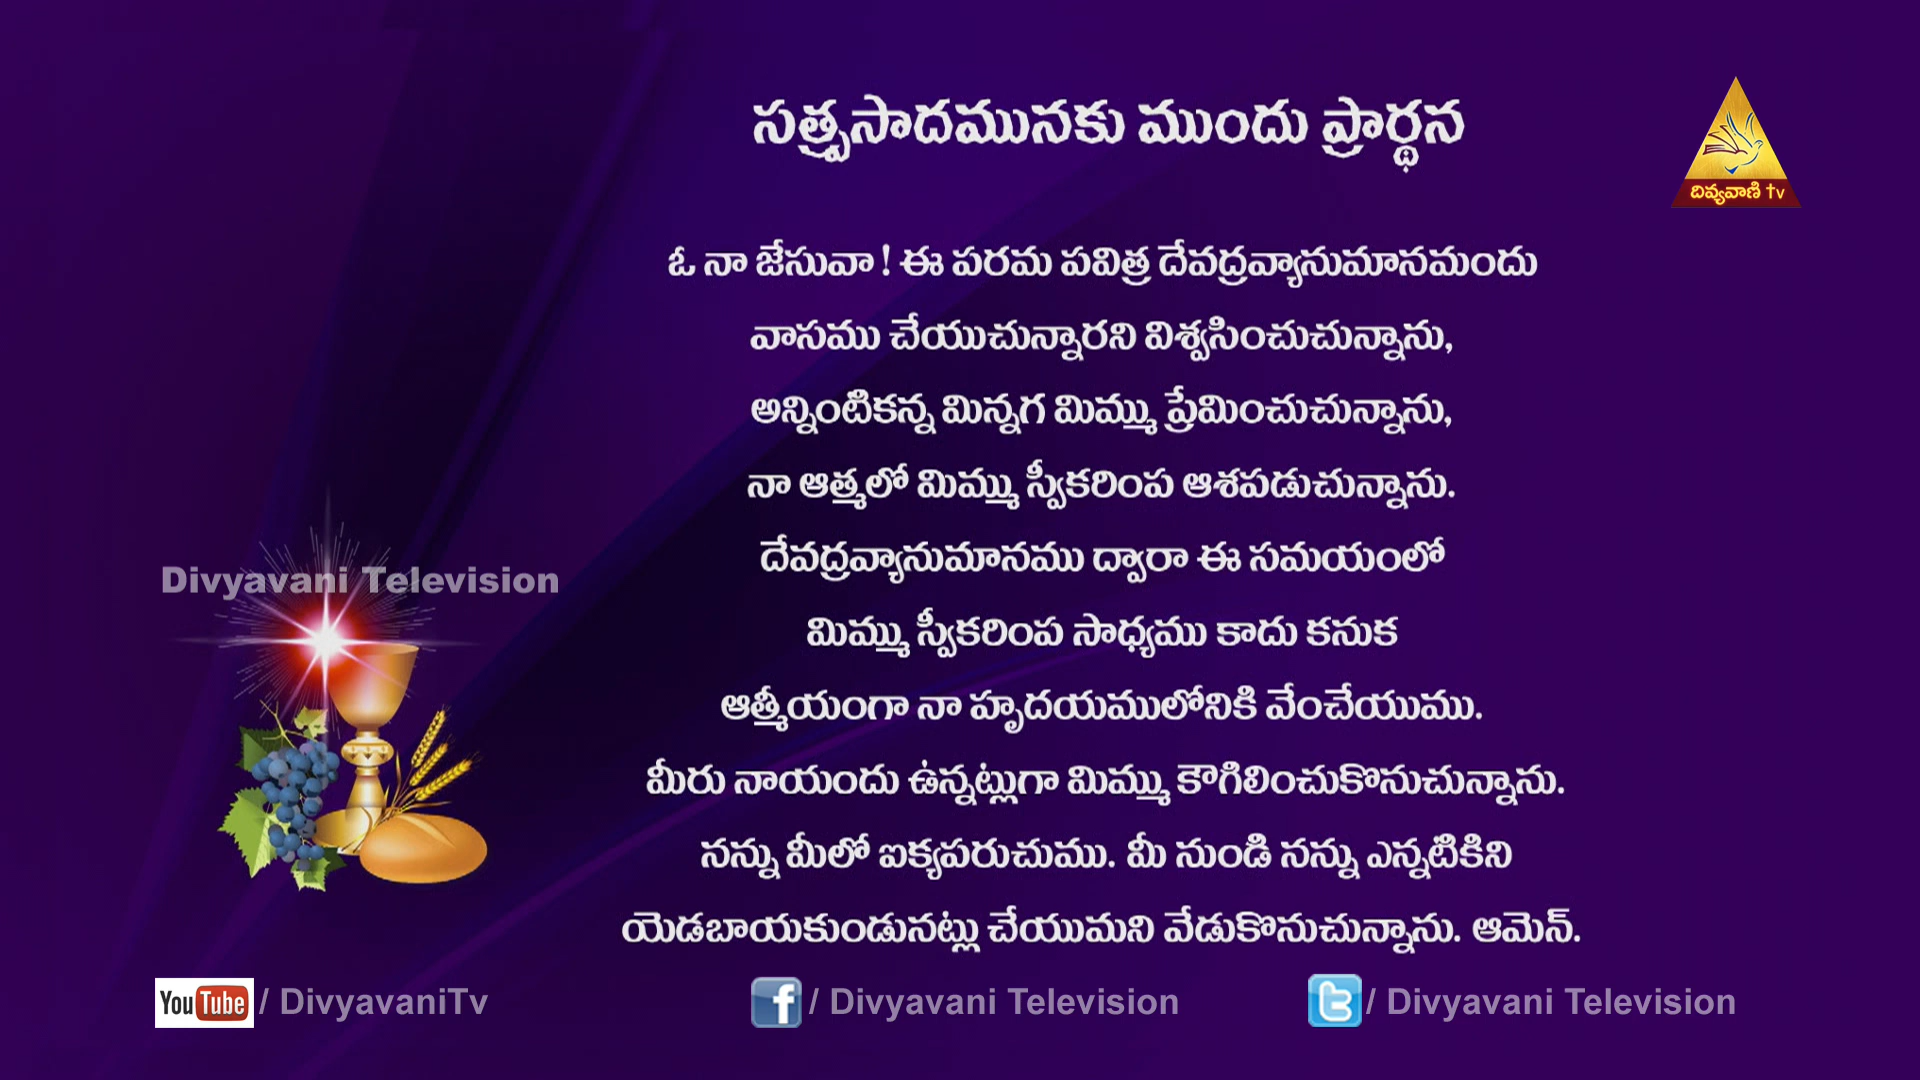 సత్ప్రసాదమునకు ముందు ప్రార్థన
దివ్యవాణి tv
ఓ నా జేసువా ! ఈ పరమ పవిత్ర దేవద్రవ్యానుమానమందు
వాసము చేయుచున్నారని విశ్వసించుచున్నాను,
అన్నింటికన్న మిన్నగ మిమ్ము ప్రేమించుచున్నాను,
నా ఆత్మలో మిమ్ము స్వీకరింప ఆశపడుచున్నాను.
దేవద్రవ్యానుమానము ద్వారా ఈ సమయంలో
మిమ్ము స్వీకరింప సాధ్యము కాదు కనుక
ఆత్మీయంగా నా హృదయములోనికి వేంచేయుము.
మీరు నాయందు ఉన్నట్లుగా మిమ్ము కౌగిలించుకొనుచున్నాను.
నన్ను మీలో ఐక్యపరుచుము. మీ నుండి నన్ను ఎన్నటికిని
యెడబాయకుండునట్లు చేయుమని వేడుకొనుచున్నాను. ఆమెన్.
Divyavani Television
YouTube / DivyavaniTv
f / Divyavani Television
t / Divyavani Television